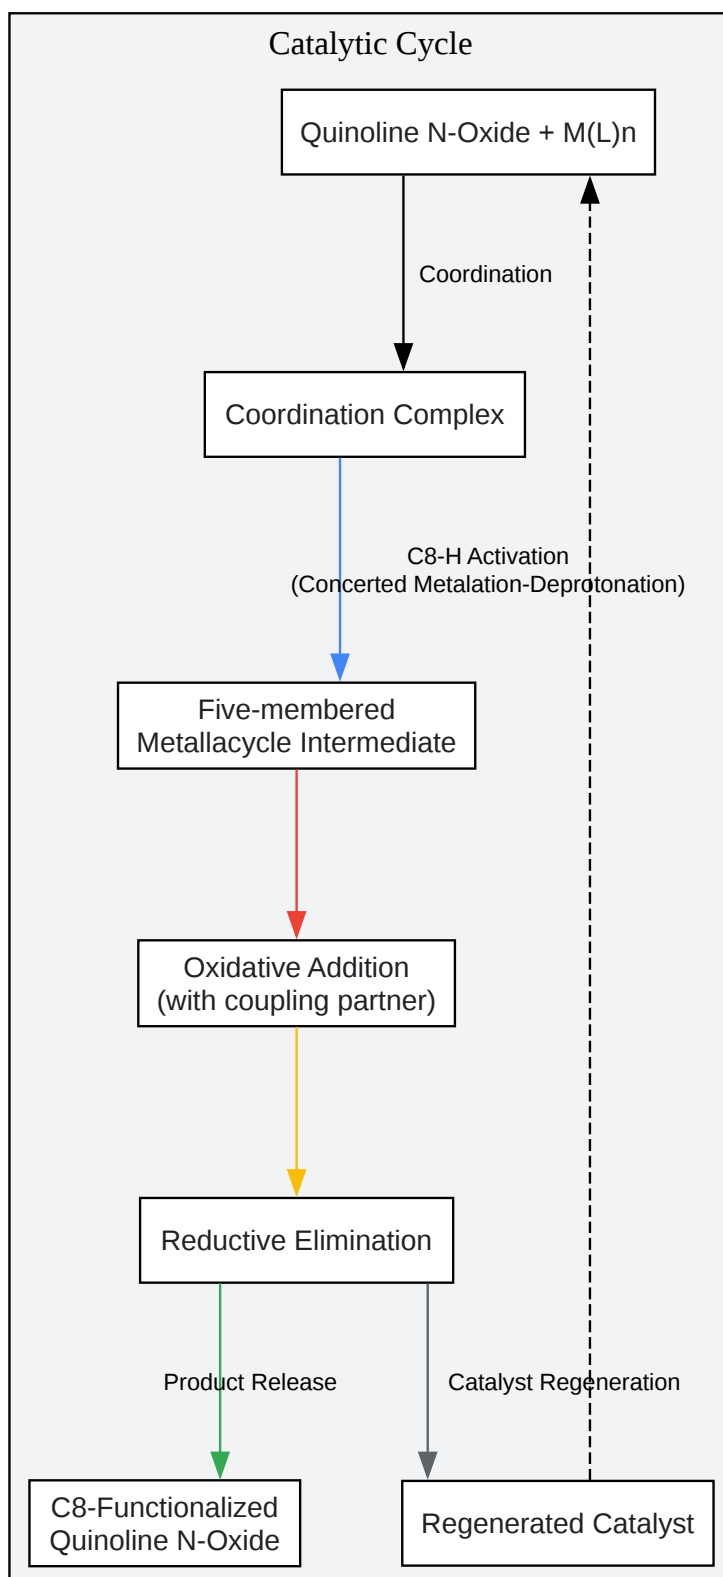 Catalytic Cycle
Quinoline N-Oxide + M(L)n
Coordination
Coordination Complex
C8-H Activation
(Concerted Metalation-Deprotonation)
Five-membered
Metallacycle Intermediate
Oxidative Addition
(with coupling partner)
Reductive Elimination
Product Release
Catalyst Regeneration
C8-Functionalized
Quinoline N-Oxide
Regenerated Catalyst